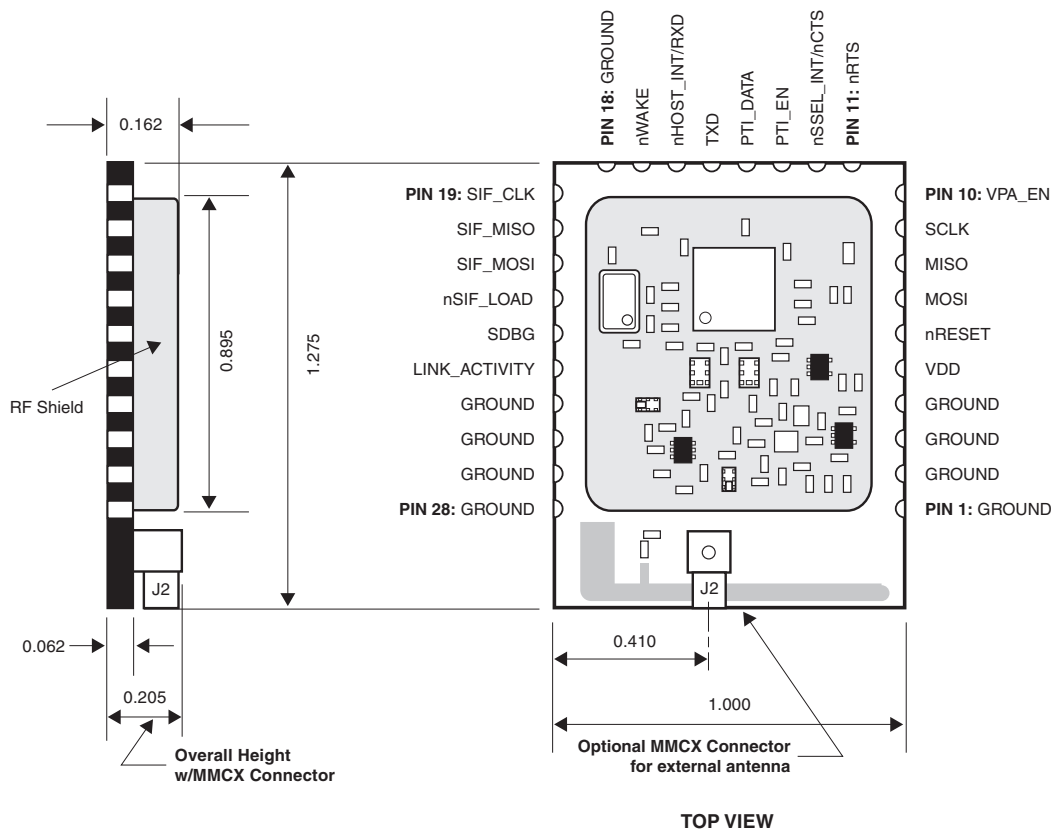 PIN 18: GROUND
nWAKE
nHOST_INT/RXD
TXD
PTI_DATA
PTI_EN
nSSEL_INT/nCTS
PIN 11: nRTS
0.162
PIN 19: SIF_CLK
SIF_MISO
SIF_MOSI
nSIF_LOAD
SDBG
LINK_ACTIVITY
GROUND
GROUND
GROUND
PIN 28: GROUND
PIN 10: VPA_EN
SCLK
MISO
MOSI
nRESET
VDD
GROUND
GROUND
GROUND
PIN 1: GROUND
0.895
1.275
RF Shield
J2
J2
0.062
0.205
0.410
1.000
Overall Height
w/MMCX Connector
Optional MMCX Connector
for external antenna
TOP VIEW